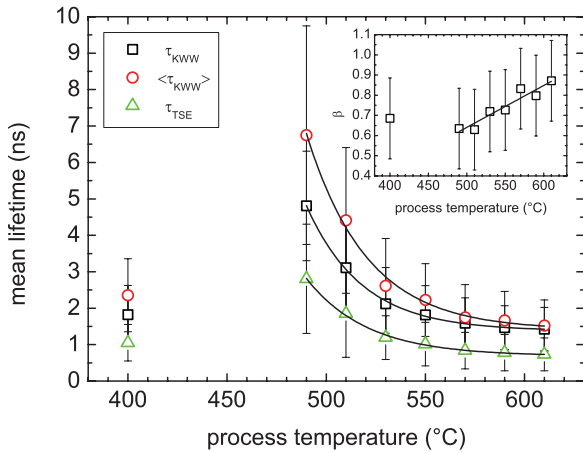 10
9
8
7
6
5
4
3
2
1
0
mean lifetime (ns)
τKWW
<τKWW>
τTSE
1.1
1.0
0.9
0.8
0.7
0.6
0.5
0.4
β
400 450 500 550 600
process temperature (°C)
400 450 500 550 600
process temperature (°C)